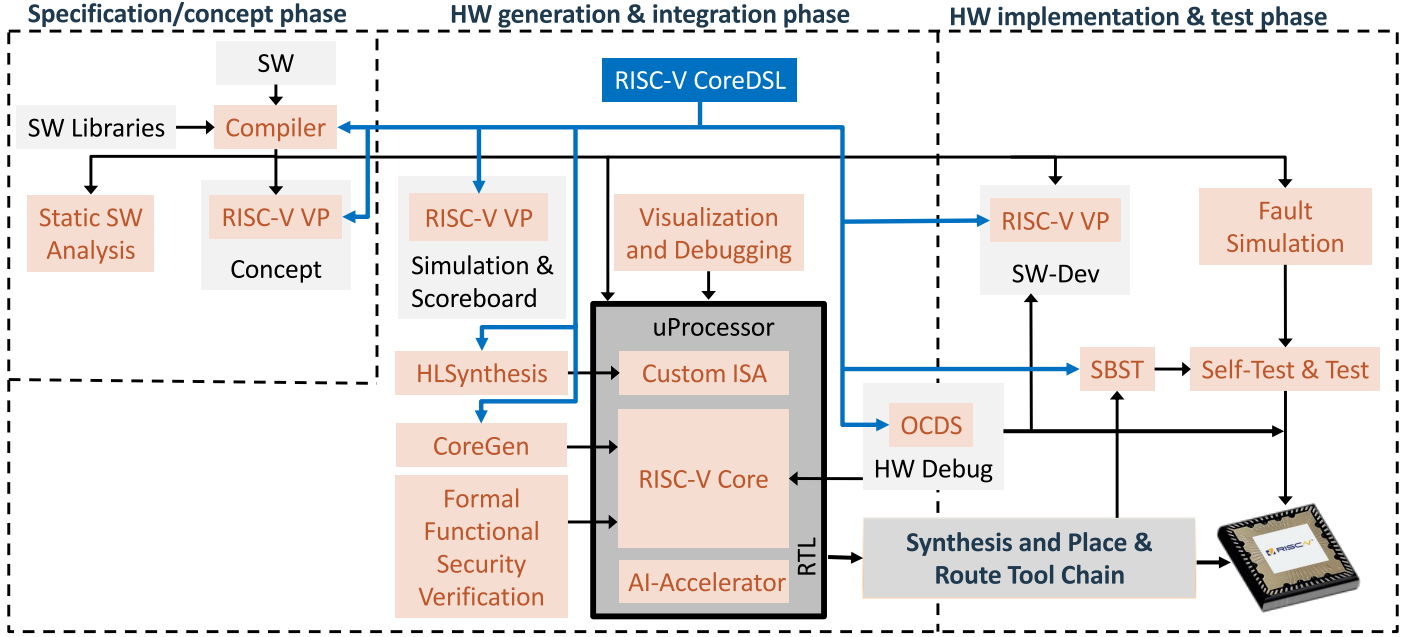 Specification/concept phase
HW generation & integration phase
HW implementation & test phase
SW
SW Libraries
Compiler
Static SW
Analysis
RISC-V VP
Concept
RISC-V CoreDSL
RISC-V VP
Simulation &
Scoreboard
Visualization
and Debugging
HLSynthesis
CoreGen
Formal
Functional
Security
Verification
uProcessor
Custom ISA
RISC-V Core
AI-Accelerator
RTL
RISC-V VP
SW-Dev
Fault
Simulation
SBST
Self-Test & Test
OCDS
HW Debug
Synthesis and Place &
Route Tool Chain
RISC-V